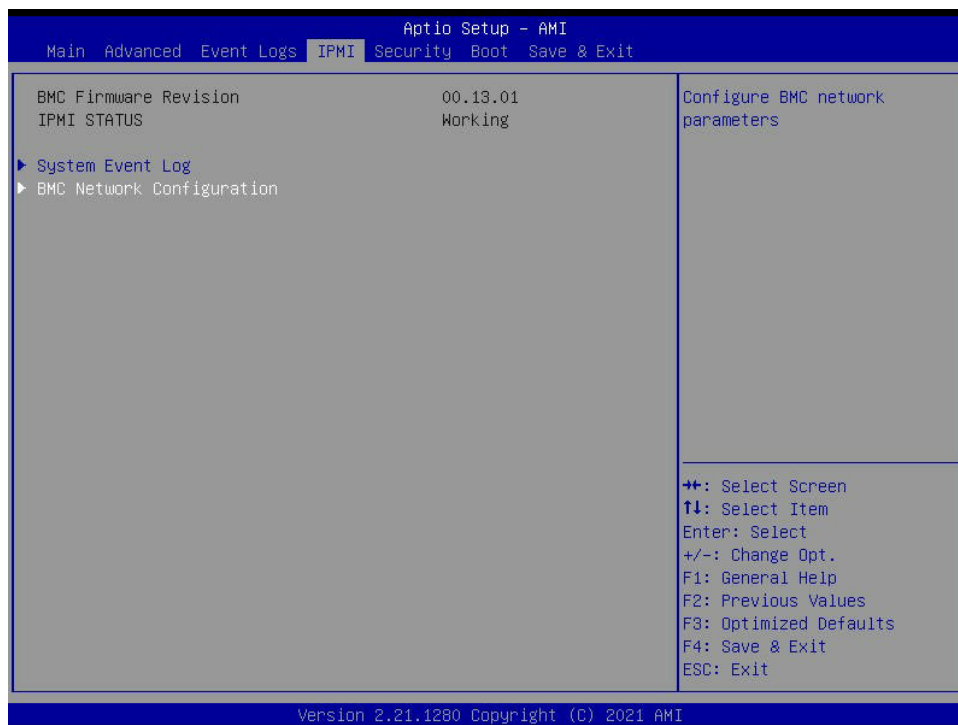 Aptio Setup – AMI
Main Advanced Event Logs IPMI Security Boot Save & Exit
BMC Firmware Revision 00.13.01
IPMI STATUS Working
▶ System Event Log
▶ BMC Network Configuration
Configure BMC network
parameters
→←: Select Screen
↑↓: Select Item
Enter: Select
+/-: Change Opt.
F1: General Help
F2: Previous Values
F3: Optimized Defaults
F4: Save & Exit
ESC: Exit
Version 2.21.1280 Copyright (C) 2021 AMI